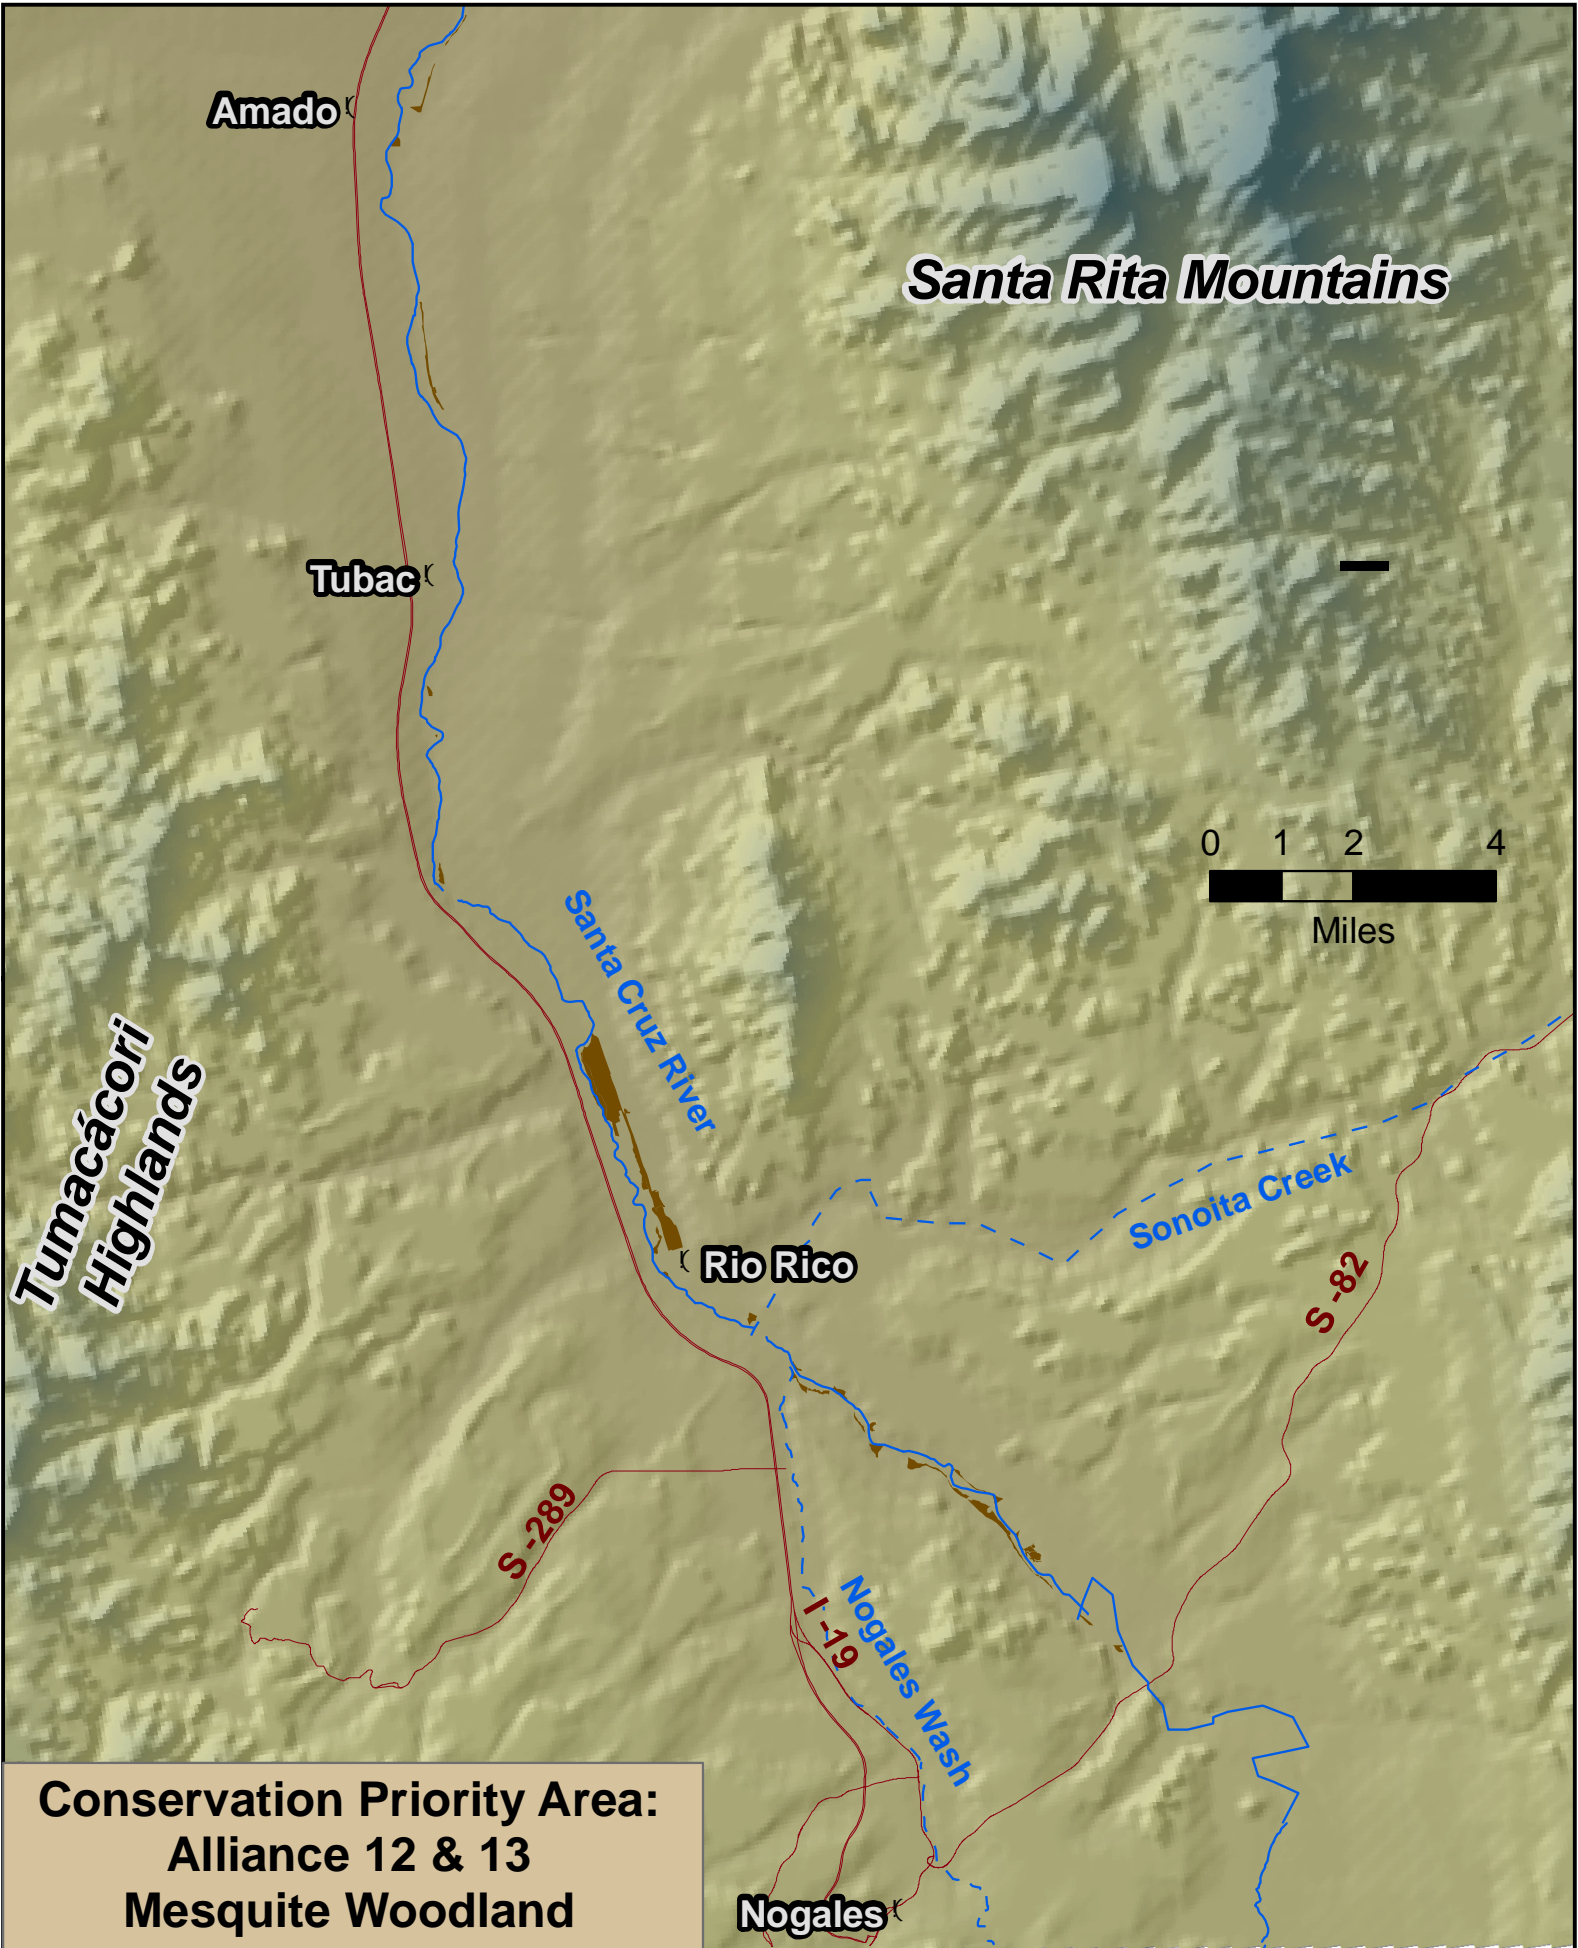 Amado
Santa Rita Mountains
Tubac
0 1 2 4
Miles
Santa Cruz River
Tumacácori
Highlands
Sonoita Creek
Rio Rico
S -82
S -289
I -19
Nogales Wash
Conservation Priority Area:
Alliance 12 & 13
Mesquite Woodland
Nogales